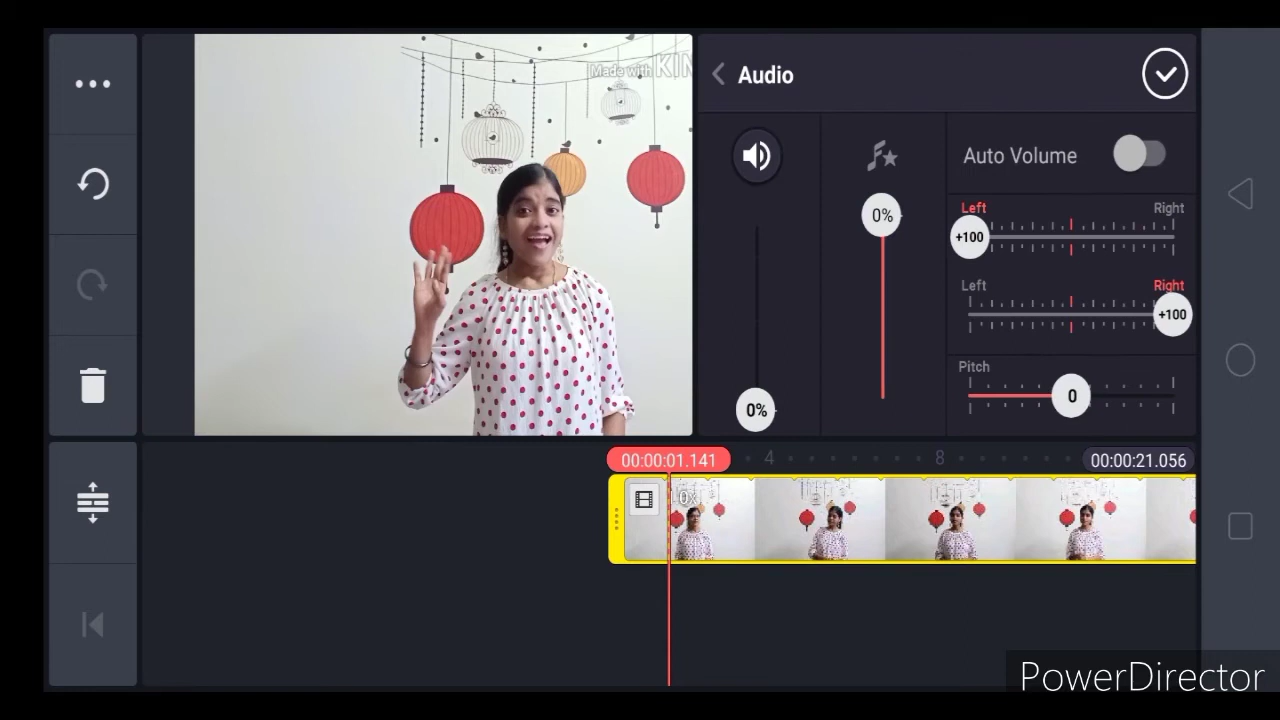 Made with KIN
Audio
Auto Volume
0%
0%
Left
Right
+100
Left
Right
+100
Pitch
0
00:00:01.141
4
8
00:00:21.056
0x
PowerDirector